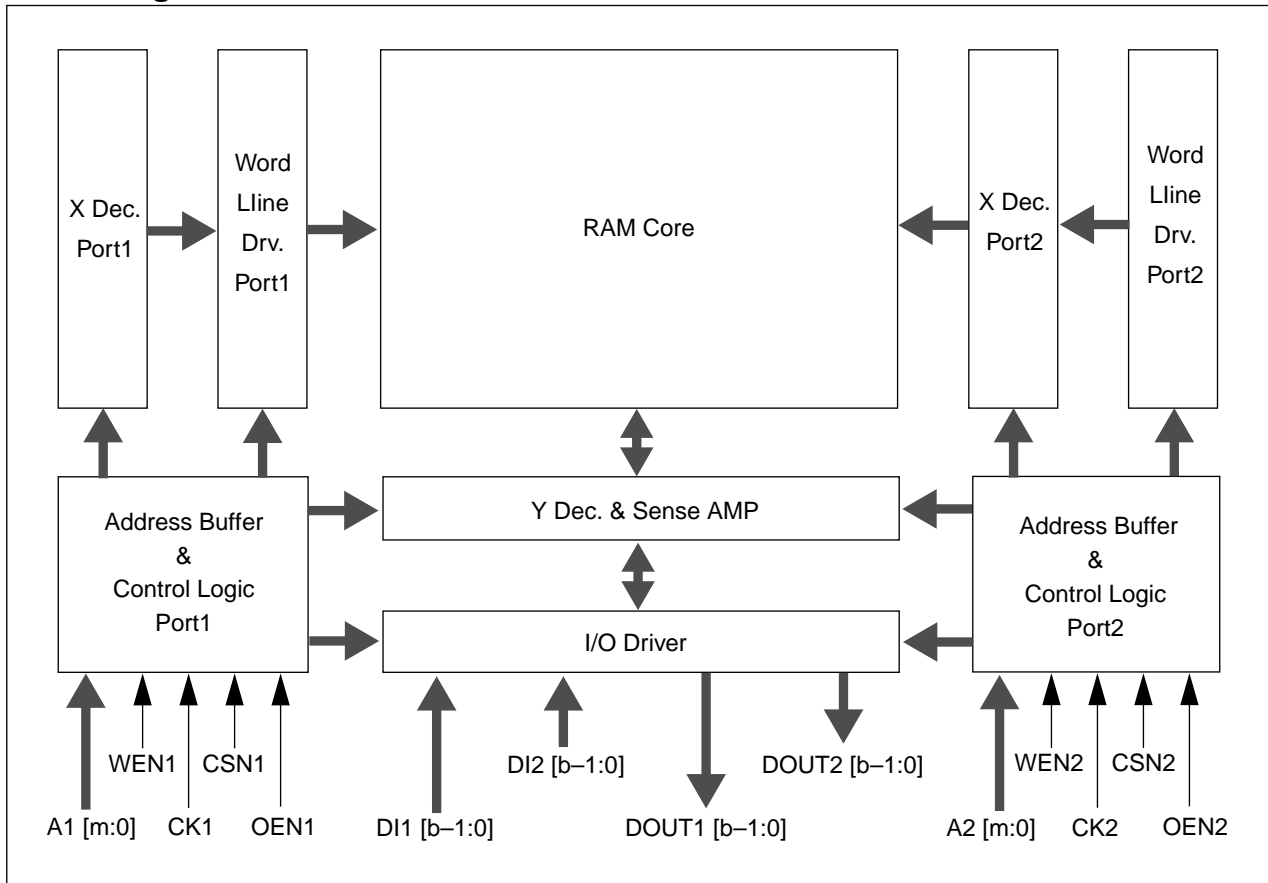 X Dec.
Port1
Word
LIine
Drv.
Port1
RAM Core
X Dec.
Port2
Word
LIine
Drv.
Port2
Address Buffer
&
Control Logic
Port1
Y Dec. & Sense AMP
I/O Driver
Address Buffer
&
Control Logic
Port2
WEN1
CSN1
DI2 [b–1:0]
DOUT2 [b–1:0]
WEN2
CSN2
A1 [m:0]
CK1
OEN1
DI1 [b–1:0]
DOUT1 [b–1:0]
A2 [m:0]
CK2
OEN2